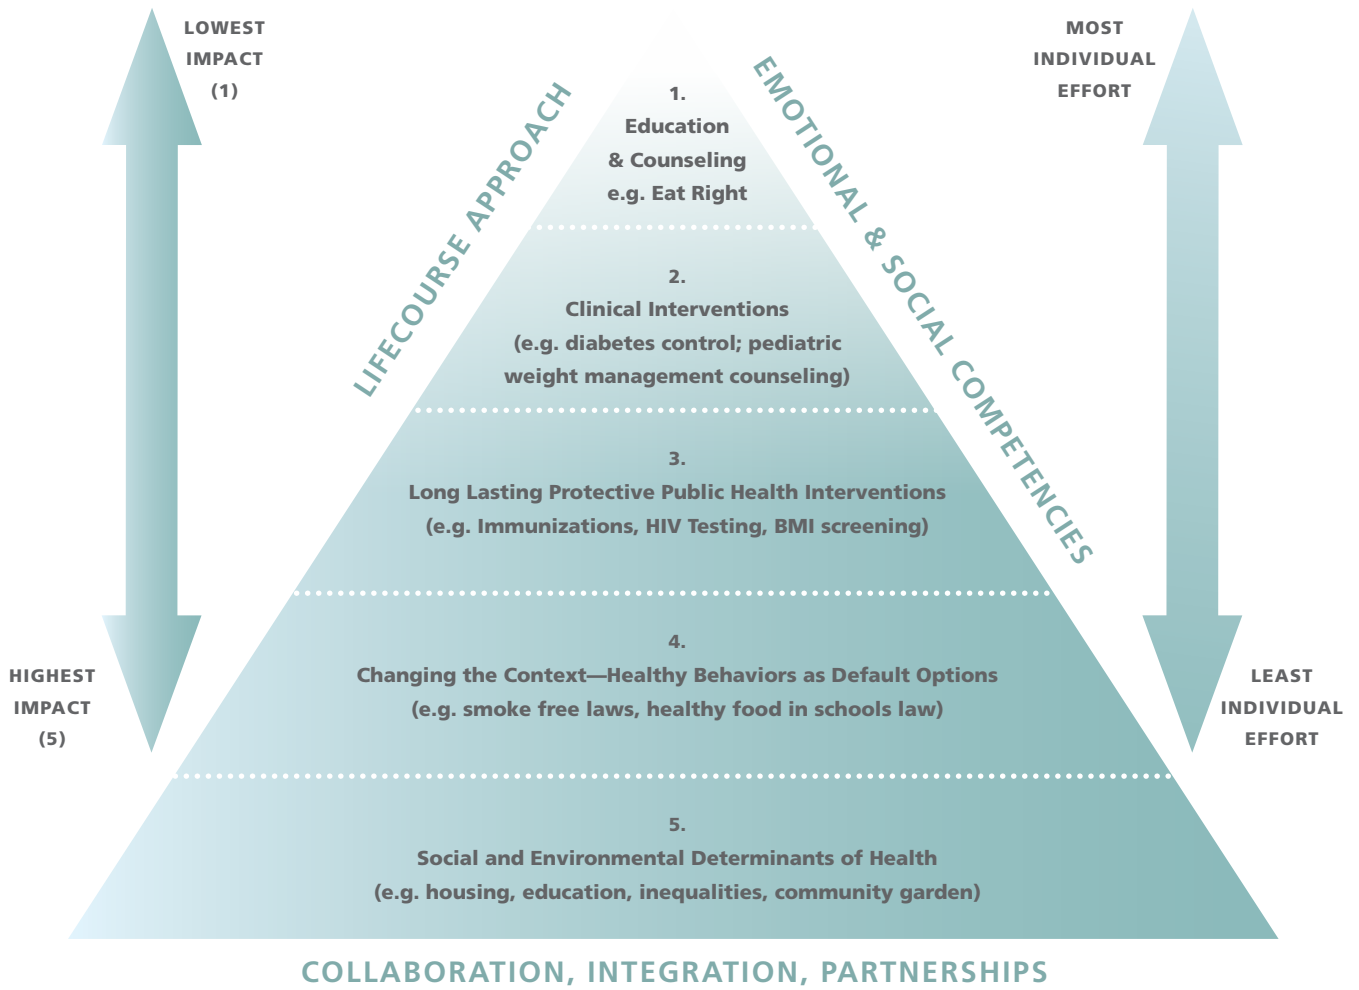 LOWEST
IMPACT
(1)
MOST
INDIVIDUAL
EFFORT
LIFECOURSE APPROACH
EMOTIONAL & SOCIAL COMPETENCIES
1.
Education
& Counseling
e.g. Eat Right
2.
Clinical Interventions
(e.g. diabetes control; pediatric
weight management counseling)
3.
Long Lasting Protective Public Health Interventions
(e.g. Immunizations, HIV Testing, BMI screening)
4.
Changing the Context—Healthy Behaviors as Default Options
(e.g. smoke free laws, healthy food in schools law)
HIGHEST
IMPACT
(5)
LEAST
INDIVIDUAL
EFFORT
5.
Social and Environmental Determinants of Health
(e.g. housing, education, inequalities, community garden)
COLLABORATION, INTEGRATION, PARTNERSHIPS